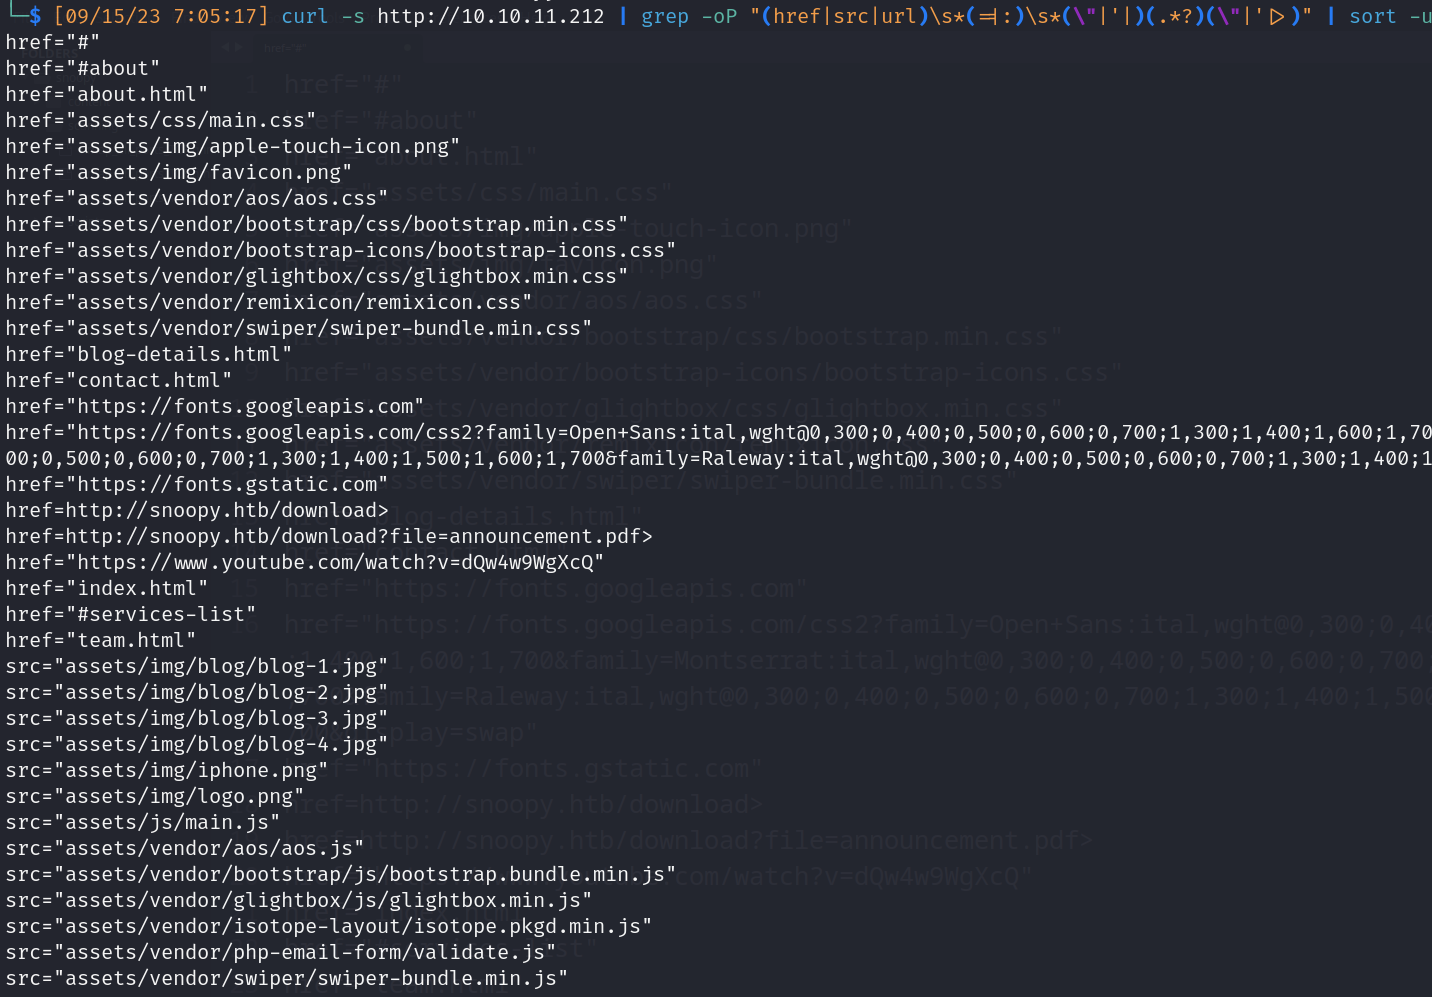 └─$ [09/15/23 7:05:17] curl -s http://10.10.11.212 | grep -oP "(href|src|url)\s*(=|:)\s*(\"|'|)(.*?)(\"|'|>)" | sort -u
href="#"
href="#about"
href="about.html"
href="assets/css/main.css"
href="assets/img/apple-touch-icon.png"
href="assets/img/favicon.png"
href="assets/vendor/aos/aos.css"
href="assets/vendor/bootstrap/css/bootstrap.min.css"
href="assets/vendor/bootstrap-icons/bootstrap-icons.css"
href="assets/vendor/glightbox/css/glightbox.min.css"
href="assets/vendor/remixicon/remixicon.css"
href="assets/vendor/swiper/swiper-bundle.min.css"
href="blog-details.html"
href="contact.html"
href="https://fonts.googleapis.com"
href="https://fonts.googleapis.com/css2?family=Open+Sans:ital,wght@0,300;0,400;0,500;0,600;0,700;1,300;1,400;1,600;1,70
00;0,500;0,600;0,700;1,300;1,400;1,500;1,600;1,700&family=Raleway:ital,wght@0,300;0,400;0,500;0,600;0,700;1,300;1,400;1
href="https://fonts.gstatic.com"
href=http://snoopy.htb/download>
href=http://snoopy.htb/download?file=announcement.pdf>
href="https://www.youtube.com/watch?v=dQw4w9WgXcQ"
href="index.html"
href="#services-list"
href="team.html"
src="assets/img/blog/blog-1.jpg"
src="assets/img/blog/blog-2.jpg"
src="assets/img/blog/blog-3.jpg"
src="assets/img/blog/blog-4.jpg"
src="assets/img/iphone.png"
src="assets/img/logo.png"
src="assets/js/main.js"
src="assets/vendor/aos/aos.js"
src="assets/vendor/bootstrap/js/bootstrap.bundle.min.js"
src="assets/vendor/glightbox/js/glightbox.min.js"
src="assets/vendor/isotope-layout/isotope.pkgd.min.js"
src="assets/vendor/php-email-form/validate.js"
src="assets/vendor/swiper/swiper-bundle.min.js"